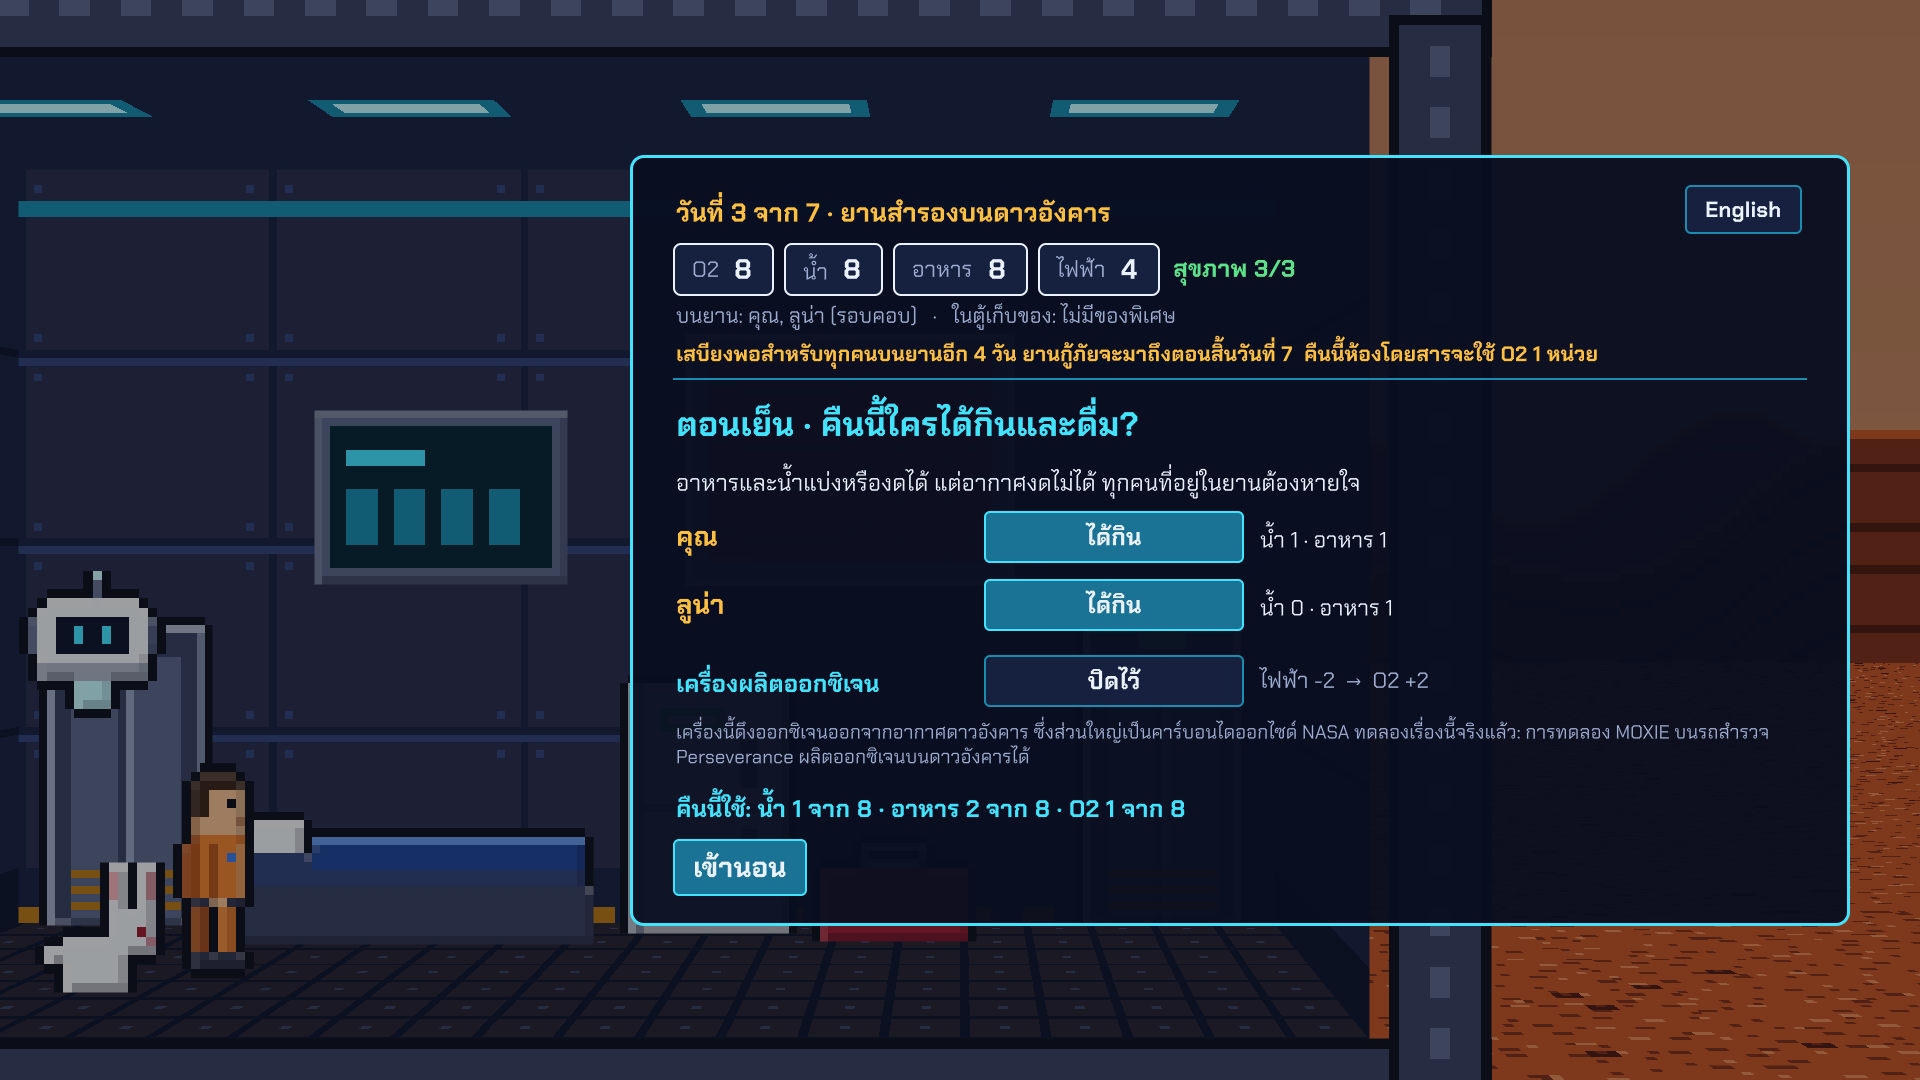 วันที่ 3 จาก 7 · ยานสำรองบนดาวอังคาร
English
O2 8 น้ำ 8 อาหาร 8 ไฟฟ้า 4 สุขภาพ 3/3
บนยาน: คุณ, ลูน่า (รอบคอบ) · ในตู้เก็บของ: ไม่มีของพิเศษ
เสบียงพอสำหรับทุกคนบนยานอีก 4 วัน ยานกู้ภัยจะมาถึงตอนสิ้นวันที่ 7 คืนนี้ห้องโดยสารจะใช้ O2 1 หน่วย
ตอนเย็น · คืนนี้ใครได้กินและดื่ม?
อาหารและน้ำแบ่งหรืองดได้ แต่อากาศงดไม่ได้ ทุกคนที่อยู่ในยานต้องหายใจ
คุณ ได้กิน น้ำ 1 · อาหาร 1
ลูน่า ได้กิน น้ำ 0 · อาหาร 1
เครื่องผลิตออกซิเจน ปิดไว้ ไฟฟ้า -2 → O2 +2
เครื่องนี้ดึงออกซิเจนออกจากอากาศดาวอังคาร ซึ่งส่วนใหญ่เป็นคาร์บอนไดออกไซด์ NASA ทดลองเรื่องนี้จริงแล้ว: การทดลอง MOXIE บนรถสำรวจ
Perseverance ผลิตออกซิเจนบนดาวอังคารได้
คืนนี้ใช้: น้ำ 1 จาก 8 · อาหาร 2 จาก 8 · O2 1 จาก 8
เข้านอน